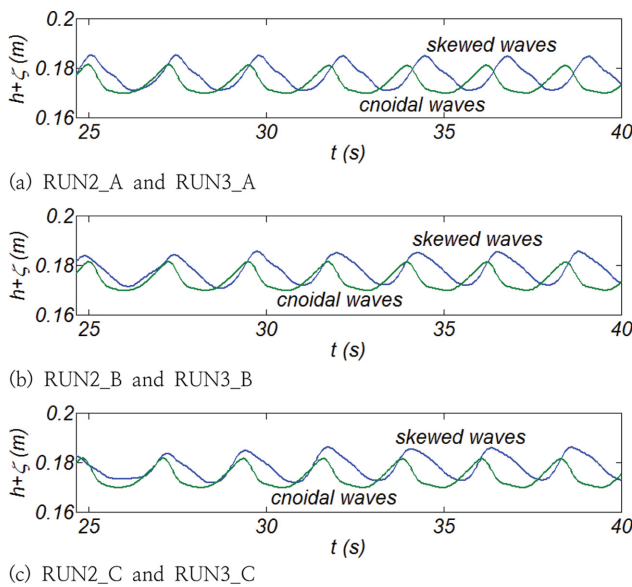 0.2
h+ζ (m)
0.18
0.16
skewed waves
cnoidal waves
25 30 35 40
t (s)
(a) RUN2_A and RUN3_A
0.2
h+ζ (m)
0.18
0.16
skewed waves
cnoidal waves
25 30 35 40
t (s)
(b) RUN2_B and RUN3_B
0.2
h+ζ (m)
0.18
0.16
skewed waves
cnoidal waves
25 30 35 40
t (s)
(c) RUN2_C and RUN3_C